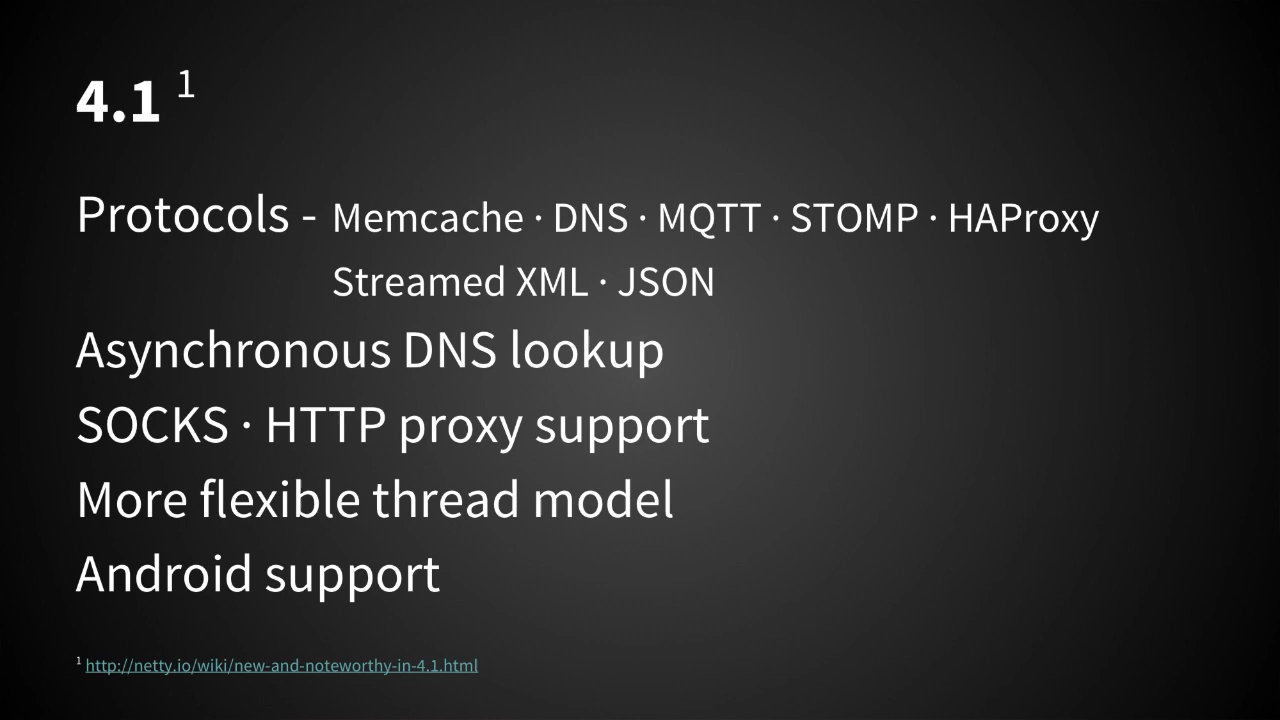 4.1 1
Protocols - Memcache · DNS · MQTT · STOMP · HAProxy
Streamed XML · JSON
Asynchronous DNS lookup
SOCKS · HTTP proxy support
More flexible thread model
Android support
1 http://netty.io/wiki/new-and-noteworthy-in-4.1.html